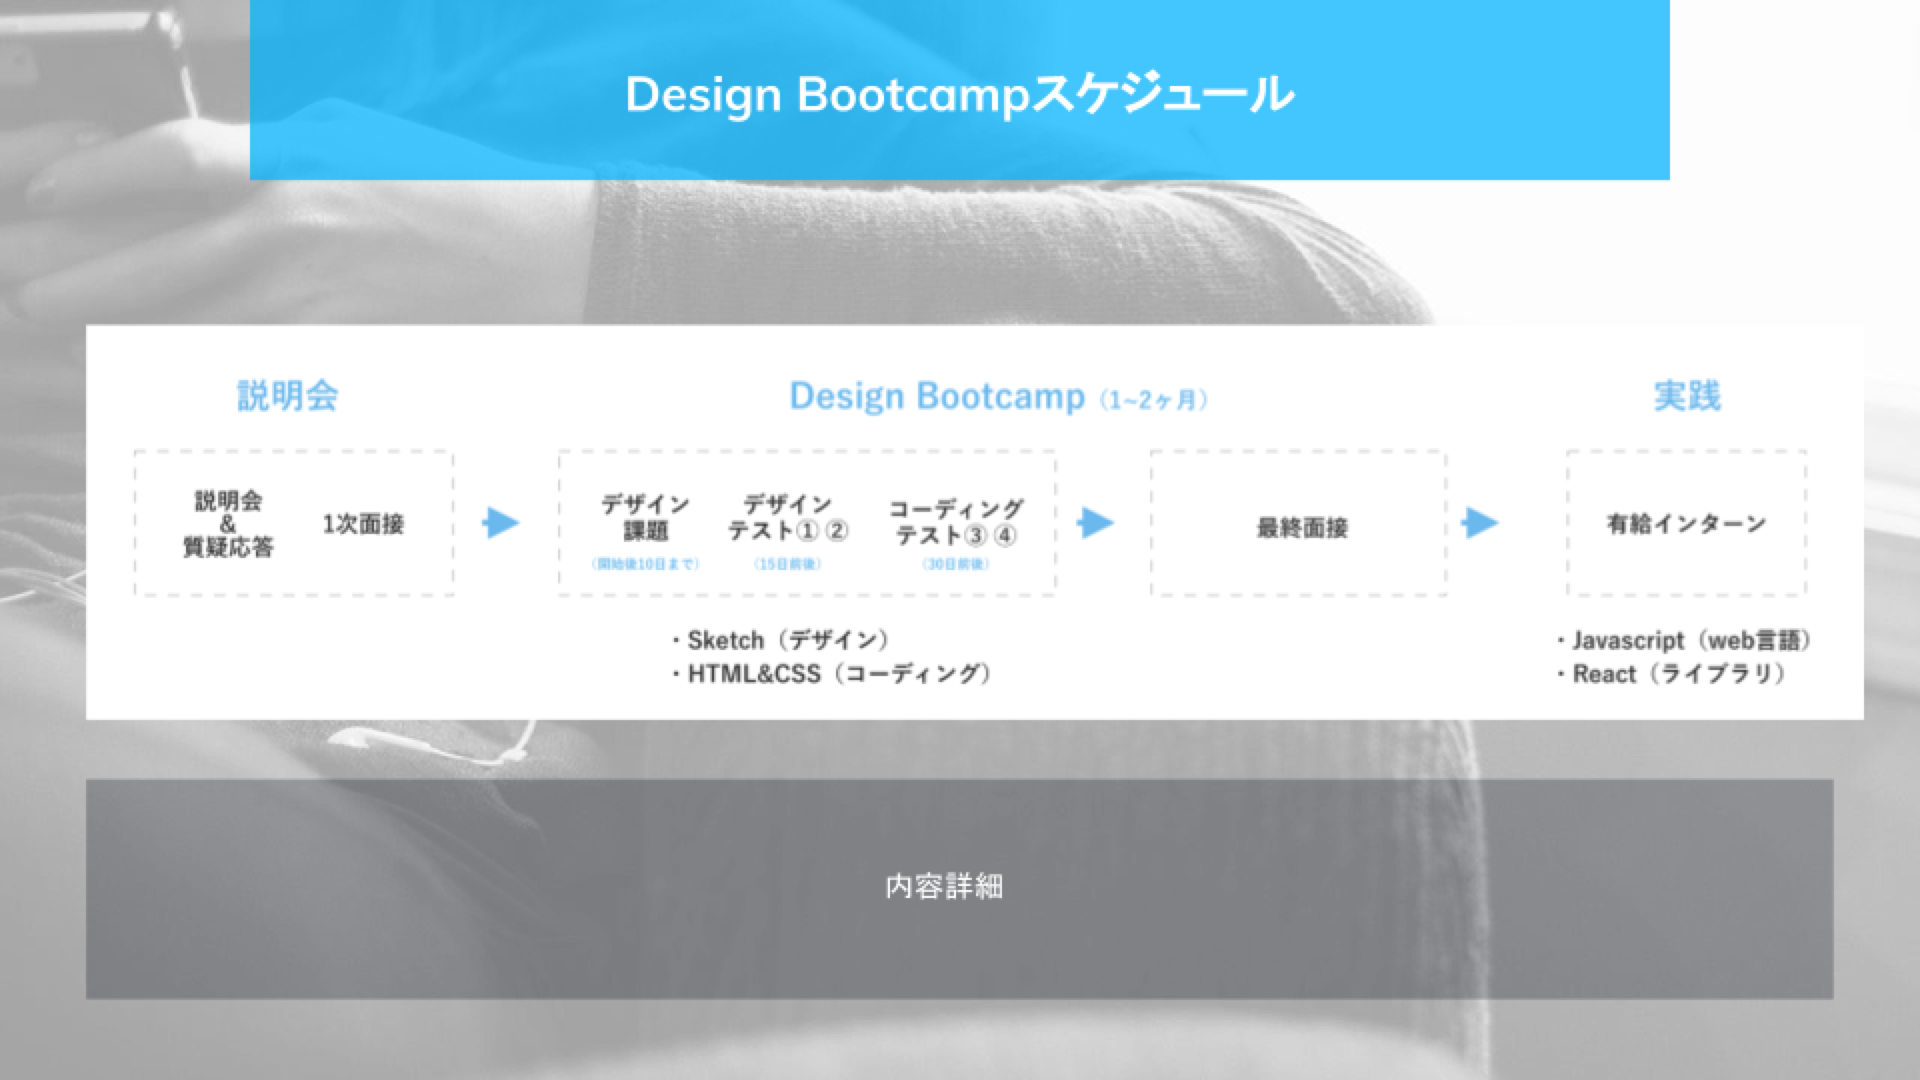 Design Bootcampスケジュール
説明会
Design Bootcamp（1~2ヶ月）
実践
説明会
&
質疑応答
1次面接
デザイン
課題
（開始後10日まで）
デザイン
テスト① ②
（15日前後）
コーディング
テスト③ ④
（30日前後）
最終面接
有給インターン
・Sketch（デザイン）
・HTML&CSS（コーディング）
・Javascript（web言語）
・React（ライブラリ）
内容詳細